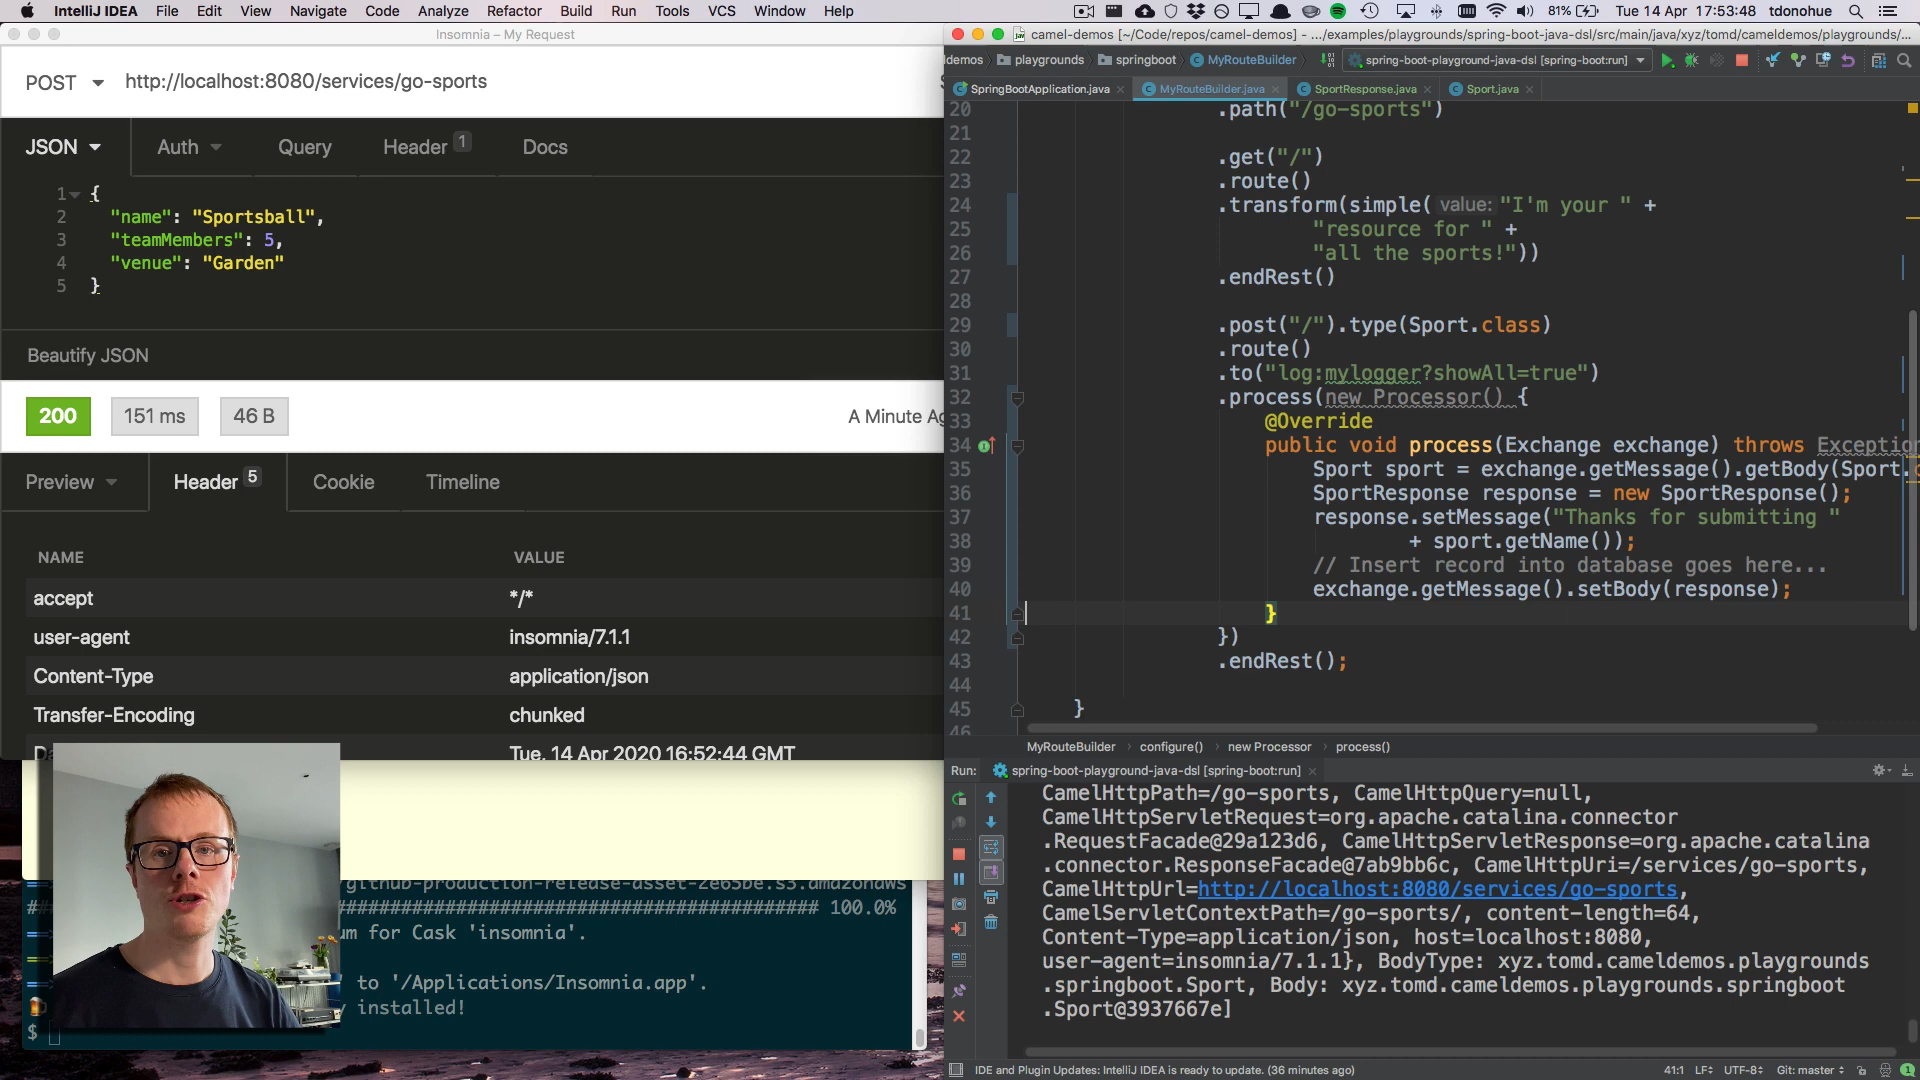 IntelliJ IDEA File Edit View Navigate Code Analyze Refactor Build Run Tools VCS Window Help 81% Tue 14 Apr 17:53:48 tdonohue
Insomnia – My Request
POST http://localhost:8080/services/go-sports
JSON Auth Query Header 1 Docs
1 {
2 "name": "Sportsball",
3 "teamMembers": 5,
4 "venue": "Garden"
5 }
Beautify JSON
200 151 ms 46 B A Minute Ag
Preview Header 5 Cookie Timeline
NAME VALUE
accept */*
user-agent insomnia/7.1.1
Content-Type application/json
Transfer-Encoding chunked
Tue, 14 Apr 2020 16:52:44 GMT
github-production-release-asset-2e65be.s3.amazonaws
######################################## 100.0%
um for Cask 'insomnia'.
to '/Applications/Insomnia.app'.
installed!
$
camel-demos [~/Code/repos/camel-demos] - .../examples/playgrounds/spring-boot-java-dsl/src/main/java/xyz/tomd/cameldemos/playgrounds/...
demos playgrounds springboot MyRouteBuilder spring-boot-playground-java-dsl [spring-boot:run]
SpringBootApplication.java MyRouteBuilder.java SportResponse.java Sport.java
20 .path("/go-sports")
21
22 .get("/")
23 .route()
24 .transform(simple( value: "I'm your " +
25 "resource for " +
26 "all the sports!"))
27 .endRest()
28
29 .post("/").type(Sport.class)
30 .route()
31 .to("log:mylogger?showAll=true")
32 .process(new Processor() {
33 @Override
34 public void process(Exchange exchange) throws Exceptio
35 Sport sport = exchange.getMessage().getBody(Sport.c
36 SportResponse response = new SportResponse();
37 response.setMessage("Thanks for submitting "
38 + sport.getName());
39 // Insert record into database goes here...
40 exchange.getMessage().setBody(response);
41 }
42 })
43 .endRest();
44
45 }
46
MyRouteBuilder configure() new Processor process()
Run: spring-boot-playground-java-dsl [spring-boot:run]
CamelHttpPath=/go-sports, CamelHttpQuery=null,
CamelHttpServletRequest=org.apache.catalina.connector
.RequestFacade@29a123d6, CamelHttpServletResponse=org.apache.catalina
.connector.ResponseFacade@7ab9bb6c, CamelHttpUri=/services/go-sports,
CamelHttpUrl=http://localhost:8080/services/go-sports,
CamelServletContextPath=/go-sports/, content-length=64,
Content-Type=application/json, host=localhost:8080,
user-agent=insomnia/7.1.1}, BodyType: xyz.tomd.cameldemos.playgrounds
.springboot.Sport, Body: xyz.tomd.cameldemos.playgrounds.springboot
.Sport@3937667e]
IDE and Plugin Updates: IntelliJ IDEA is ready to update. (36 minutes ago) 41:1 LF UTF-8 Git: master 1